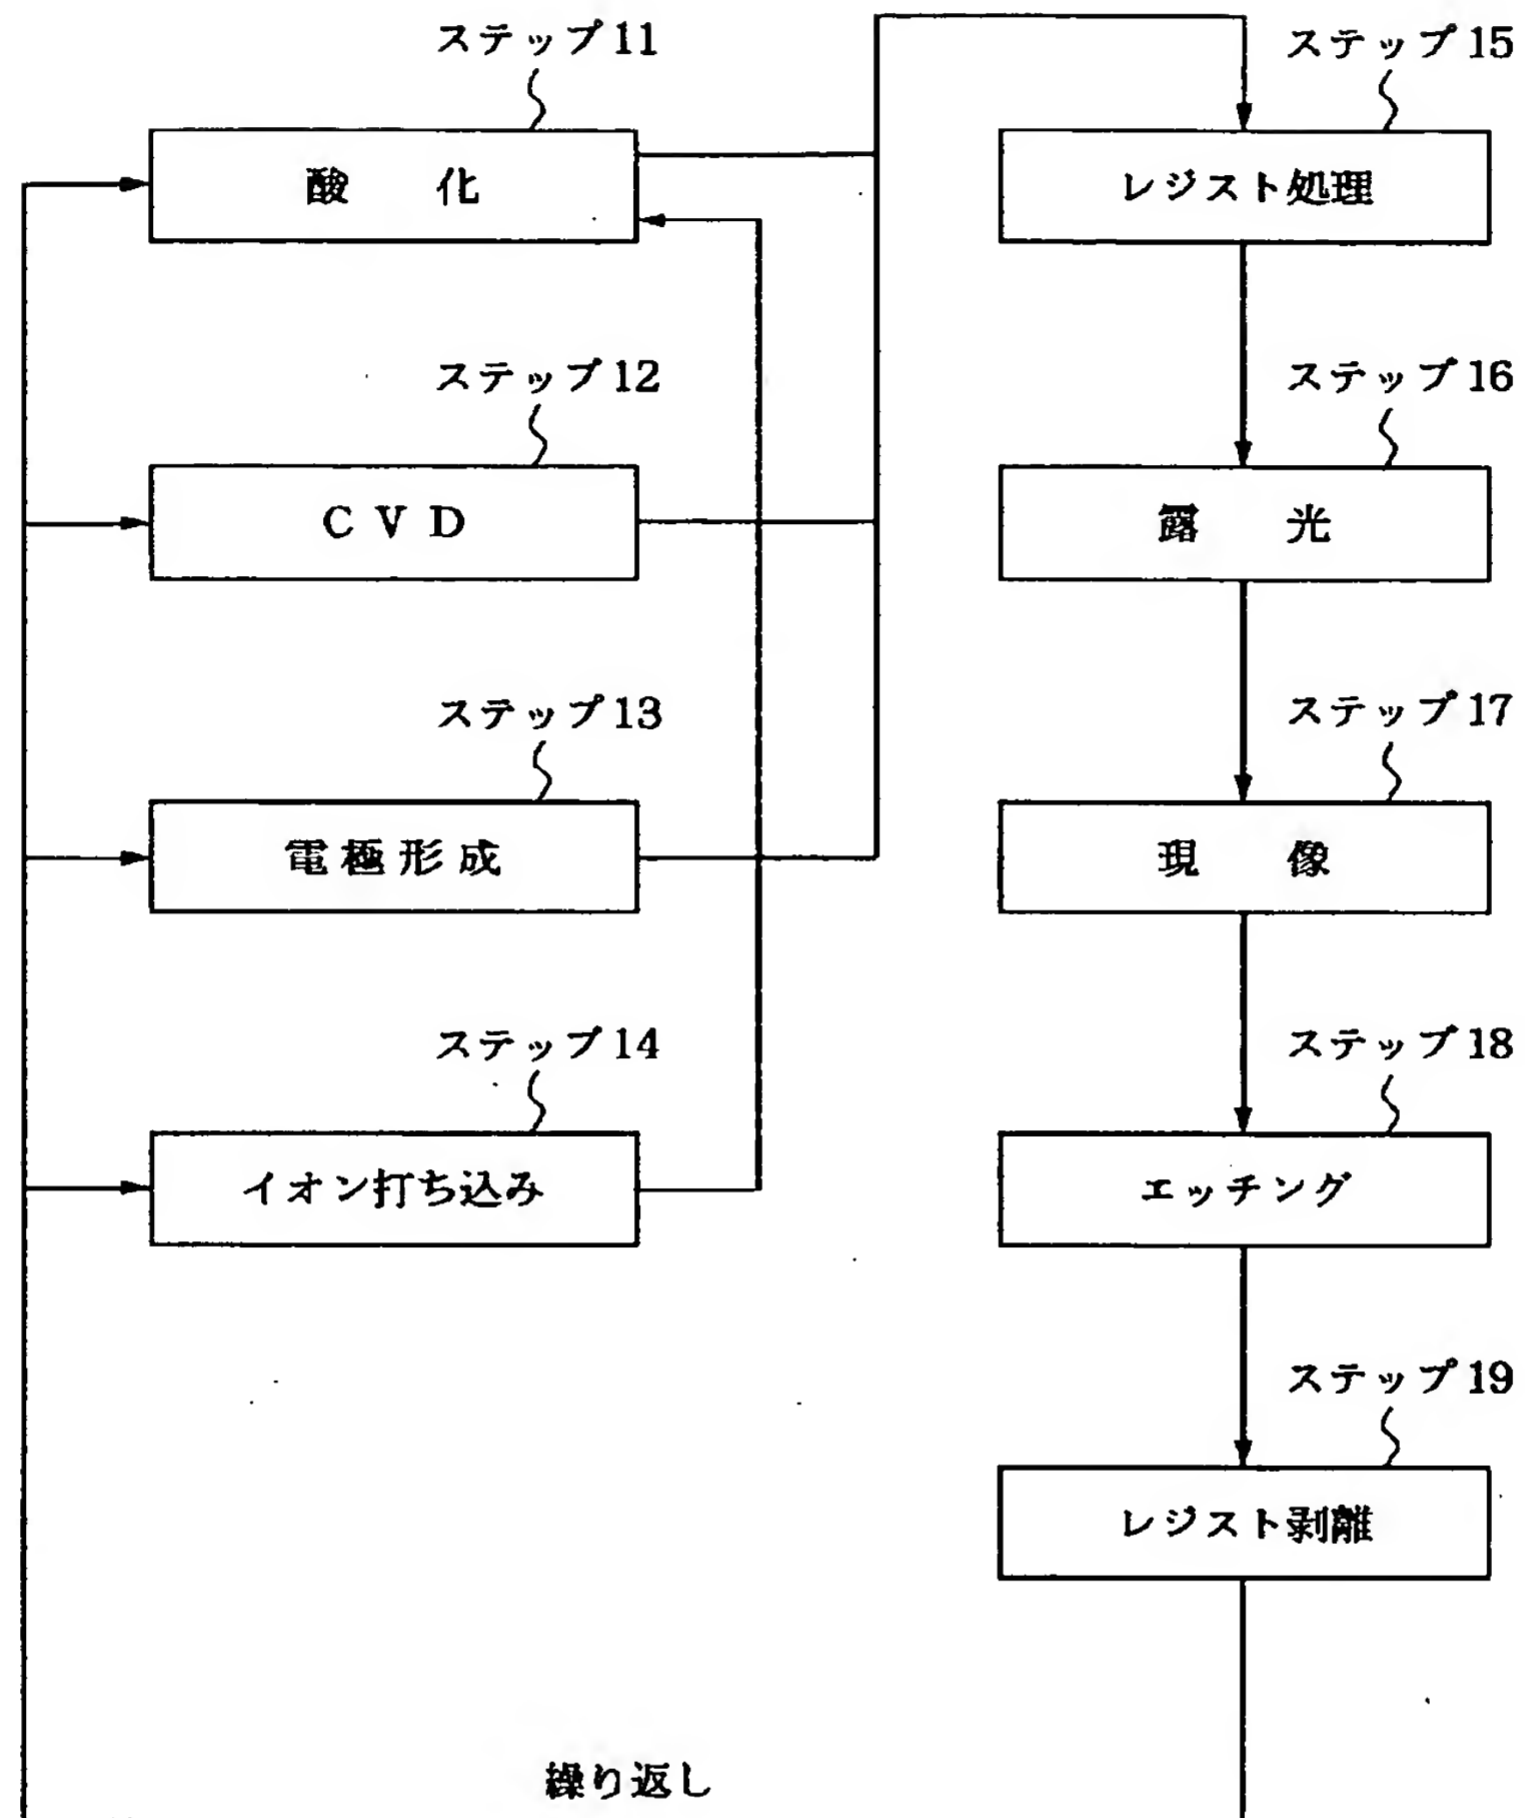 ステップ11
酸化
ステップ12
CVD
ステップ13
電極形成
ステップ14
イオン打ち込み
ステップ15
レジスト処理
ステップ16
露光
ステップ17
現像
ステップ18
エッチング
ステップ19
レジスト剥離
繰り返し